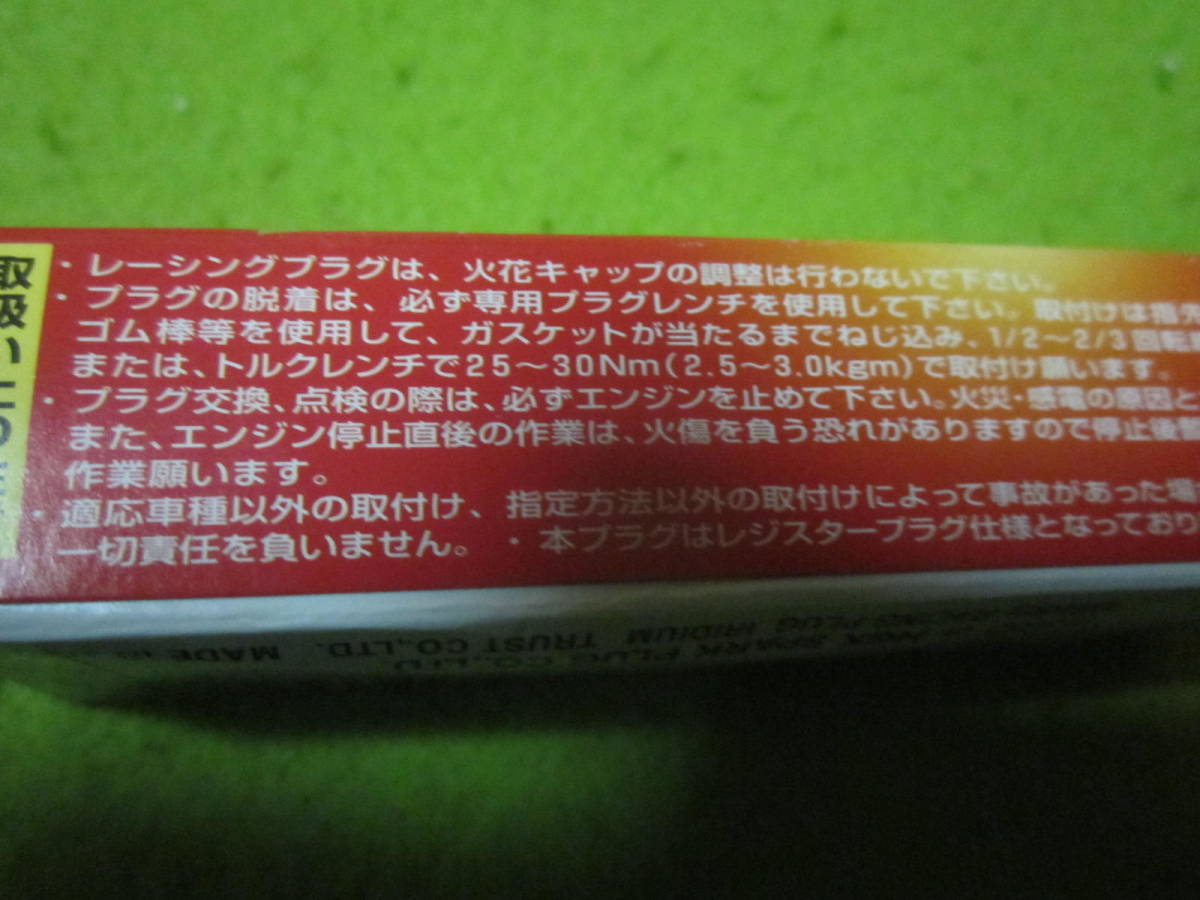 取扱い上の
・レーシングプラグは、火花キャップの調整は行わないで下さい。
・プラグの脱着は、必ず専用プラグレンチを使用して下さい。取付けは指先
ゴム棒等を使用して、ガスケットが当たるまでねじ込み、1/2〜2/3回転
または、トルクレンチで25〜30Nm(2.5〜3.0kgm)で取付け願います。
・プラグ交換、点検の際は、必ずエンジンを止めて下さい。火災・感電の原因と
また、エンジン停止直後の作業は、火傷を負う恐れがありますので停止後
作業願います。
・適応車種以外の取付け、指定方法以外の取付けによって事故があった場
一切責任を負いません。・本プラグはレジスタープラグ仕様となっており
PLUG IRIDIUM TRUST CO.,LTD. MADE
SPARK PLUG CO.,LTD